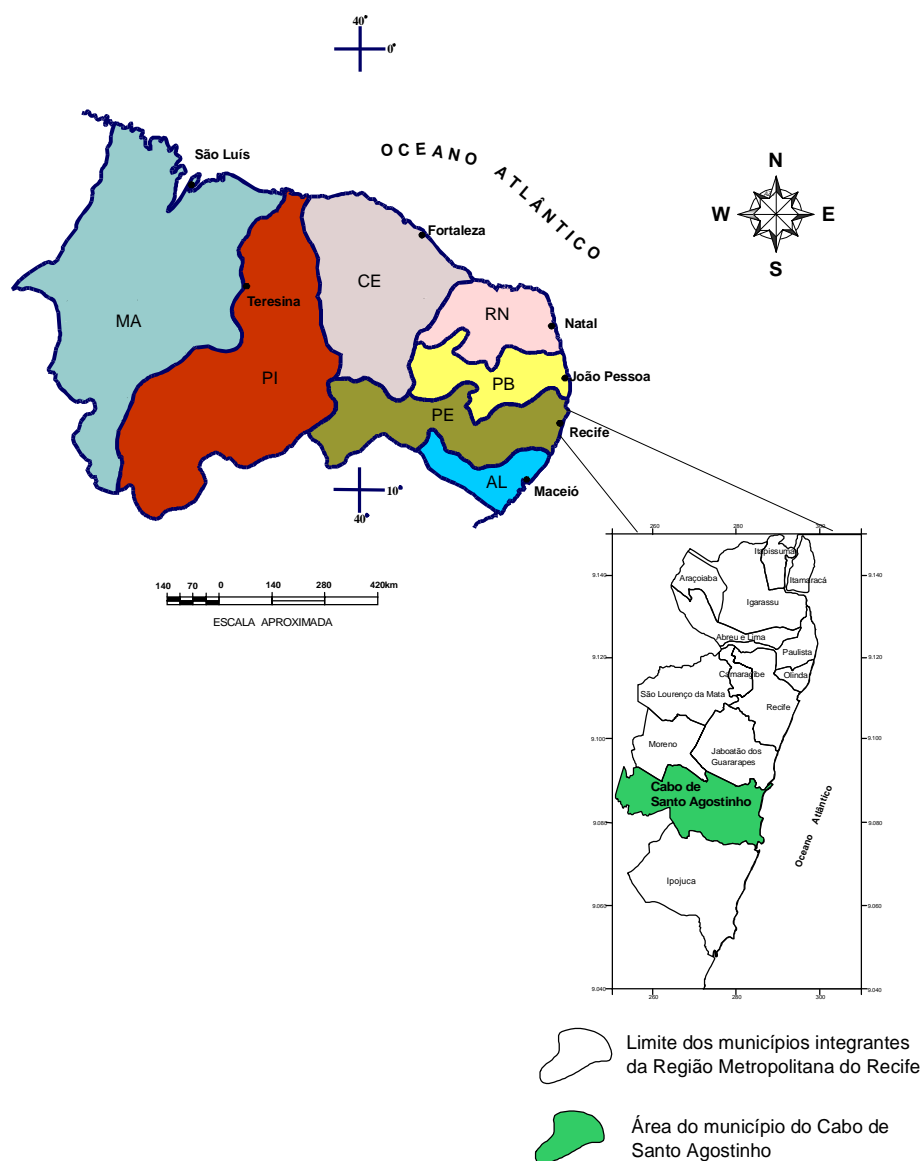 40°
0°
OCEANO ATLÂNTICO
São Luís
N
W E
S
Fortaleza
CE
Teresina
RN
MA
Natal
PI
PB
João Pessoa
PE
Recife
AL
Maceió
10°
40°
140 70 0 140 280 420km
ESCALA APROXIMADA
260 280 300
Itapissuma
9.140 9.140
Araçoiaba
Itamaracá
Igarassu
Abreu e Lima
Paulista
9.120 9.120
Camaragibe
Olinda
São Lourenço da Mata
Recife
9.100 9.100
Moreno
Jaboatão dos
Guararapes
Cabo de
Santo Agostinho
Oceano Atlântico
9.080 9.080
Ipojuca
9.060 9.060
9.040 9.040
260 280 300
Limite dos municípios integrantes
da Região Metropolitana do Recife
Área do município do Cabo de
Santo Agostinho